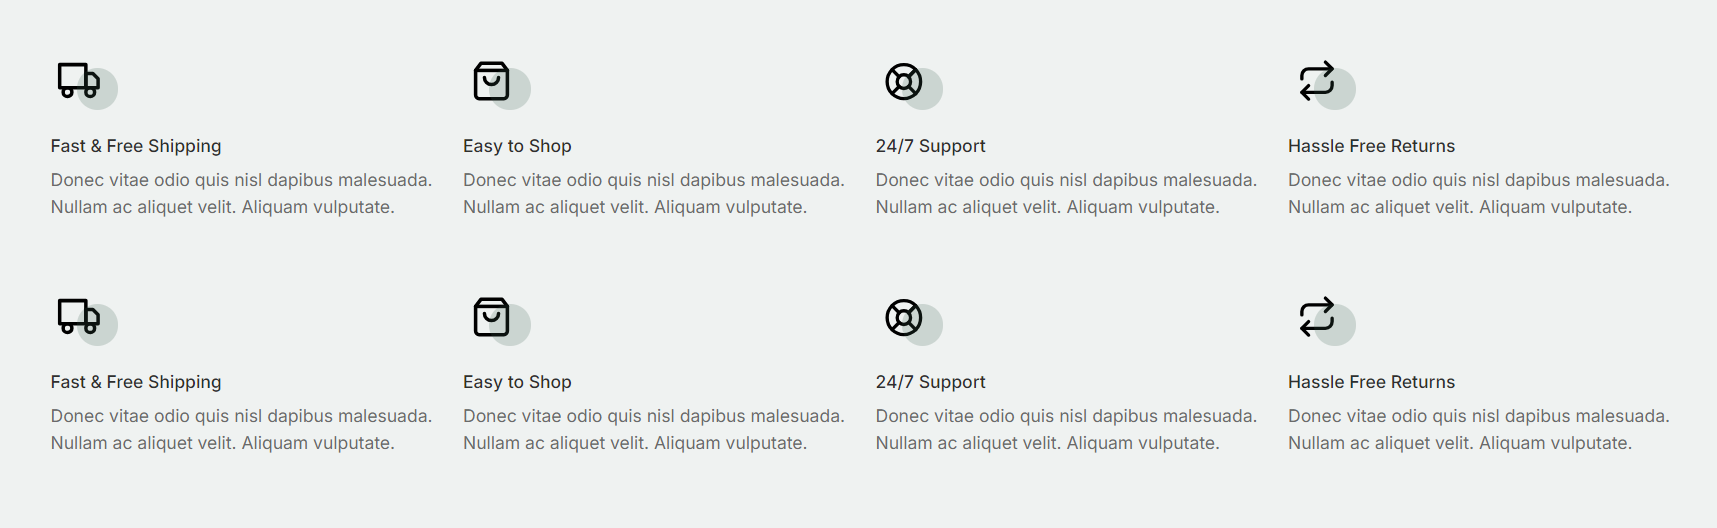 Fast & Free Shipping
Donec vitae odio quis nisl dapibus malesuada.
Nullam ac aliquet velit. Aliquam vulputate.
Easy to Shop
Donec vitae odio quis nisl dapibus malesuada.
Nullam ac aliquet velit. Aliquam vulputate.
24/7 Support
Donec vitae odio quis nisl dapibus malesuada.
Nullam ac aliquet velit. Aliquam vulputate.
Hassle Free Returns
Donec vitae odio quis nisl dapibus malesuada.
Nullam ac aliquet velit. Aliquam vulputate.
Fast & Free Shipping
Donec vitae odio quis nisl dapibus malesuada.
Nullam ac aliquet velit. Aliquam vulputate.
Easy to Shop
Donec vitae odio quis nisl dapibus malesuada.
Nullam ac aliquet velit. Aliquam vulputate.
24/7 Support
Donec vitae odio quis nisl dapibus malesuada.
Nullam ac aliquet velit. Aliquam vulputate.
Hassle Free Returns
Donec vitae odio quis nisl dapibus malesuada.
Nullam ac aliquet velit. Aliquam vulputate.